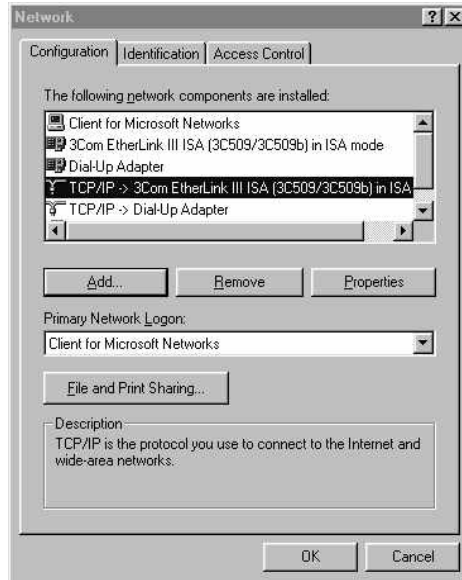 Network
Configuration Identification Access Control
The following network components are installed:
Client for Microsoft Networks
3Com EtherLink III ISA (3C509/3C509b) in ISA mode
Dial-Up Adapter
TCP/IP -> 3Com EtherLink III ISA (3C509/3C509b) in ISA
TCP/IP -> Dial-Up Adapter
Add... Remove Properties
Primary Network Logon:
Client for Microsoft Networks
File and Print Sharing...
Description
TCP/IP is the protocol you use to connect to the Internet and
wide-area networks.
OK Cancel